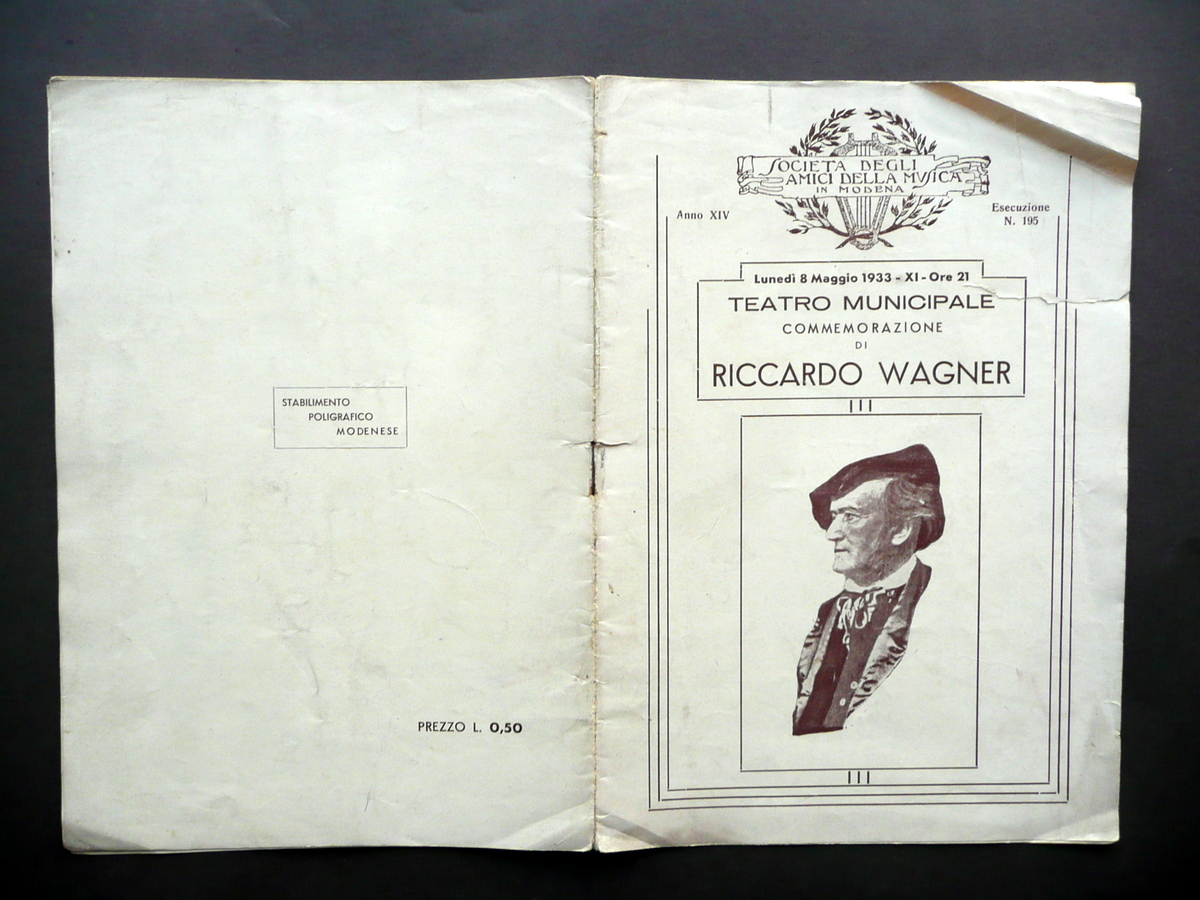 STABILIMENTO
POLIGRAFICO
MODENESE
PREZZO L. 0,50
SOCIETA DEGLI
AMICI DELLA MVSICA
IN MODENA
Anno XIV
Esecuzione
N. 195
Lunedì 8 Maggio 1933 - XI - Ore 21
TEATRO MUNICIPALE
COMMEMORAZIONE
DI
RICCARDO WAGNER